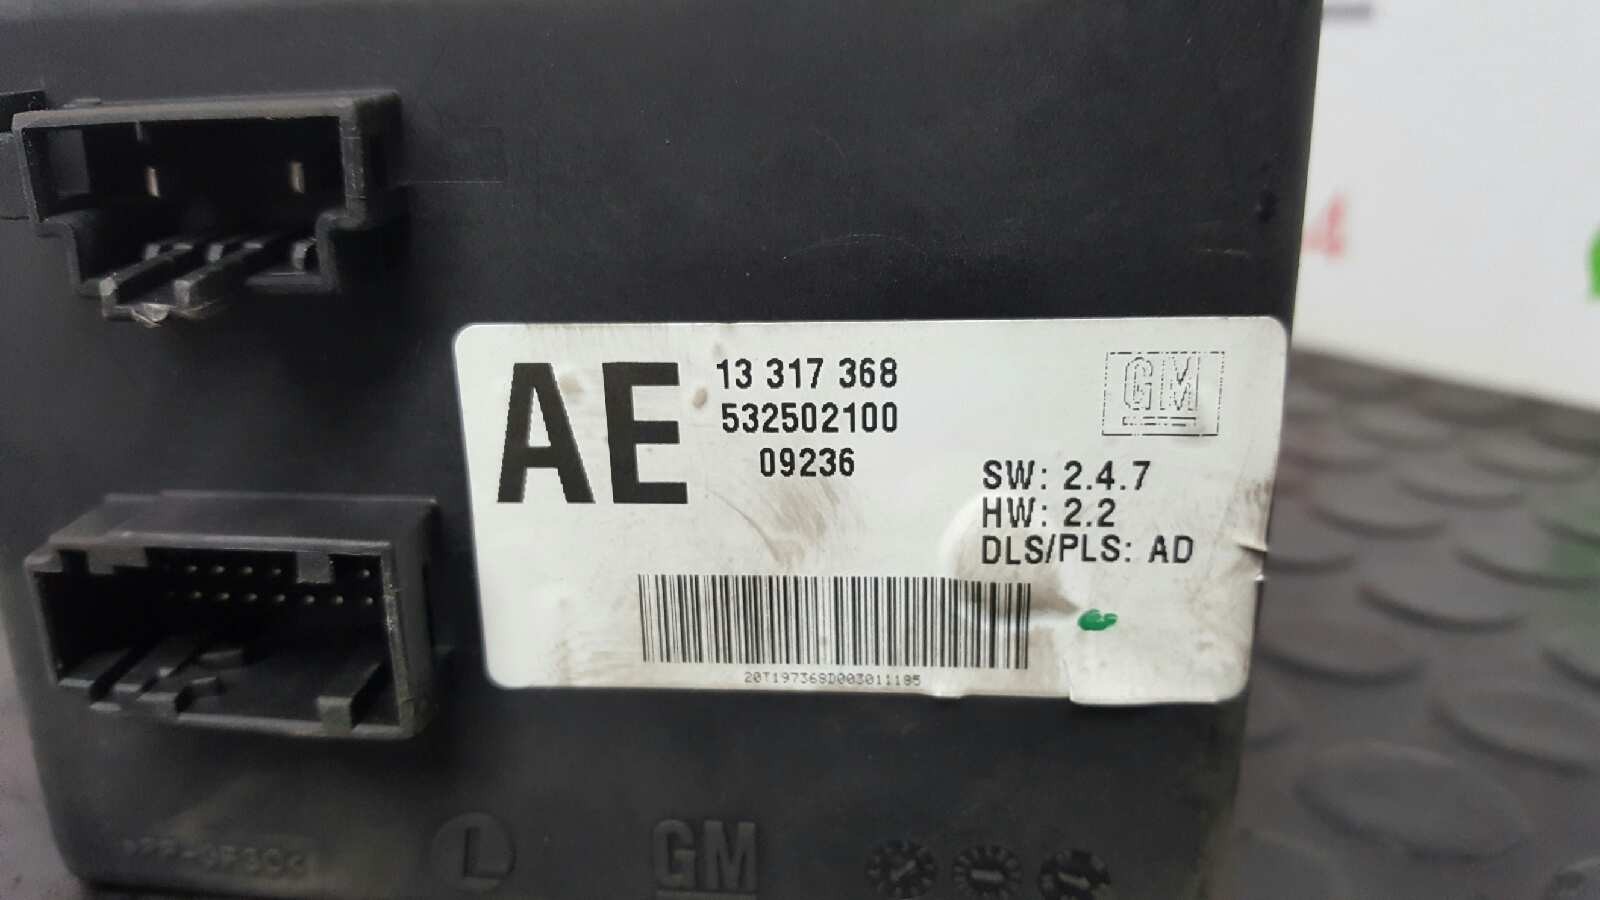 AE
13 317 368
532502100
09236
GM
SW: 2.4.7
HW: 2.2
DLS/PLS: AD
20T197368D003011185
L
GM